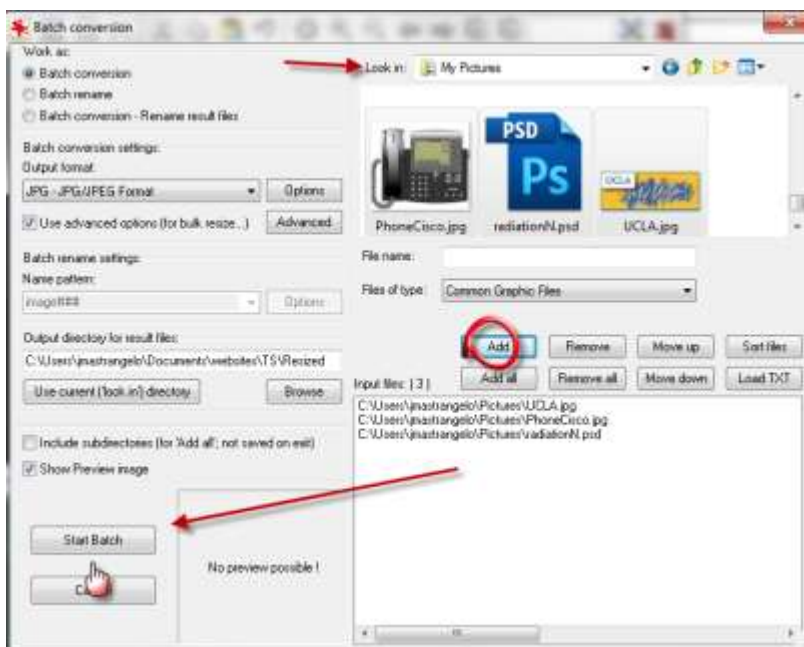 Batch conversion
Work as:
Batch conversion
Batch rename
Batch conversion - Rename result files
Batch conversion settings:
Output format:
JPG - JPG/JPEG Format
Options
Use advanced options (for bulk resize...)
Advanced
Batch rename settings:
Name pattern:
image###
Options
Output directory for result files:
C:\Users\jmastrangelo\Documents\websites\TS\Resized
Use current ('look in') directory
Browse
Include subdirectories (for 'Add all'; not saved on exit)
Show Preview image
Start Batch
No preview possible !
Look in:
My Pictures
PSD
Ps
UCLA
PhoneCisco.jpg
radiationN.psd
UCLA.jpg
File name:
Files of type:
Common Graphic Files
Add
Remove
Move up
Sort files
Input files: ( 3 )
Add all
Remove all
Move down
Load TXT
C:\Users\jmastrangelo\Pictures\UCLA.jpg
C:\Users\jmastrangelo\Pictures\PhoneCisco.jpg
C:\Users\jmastrangelo\Pictures\radiationN.psd